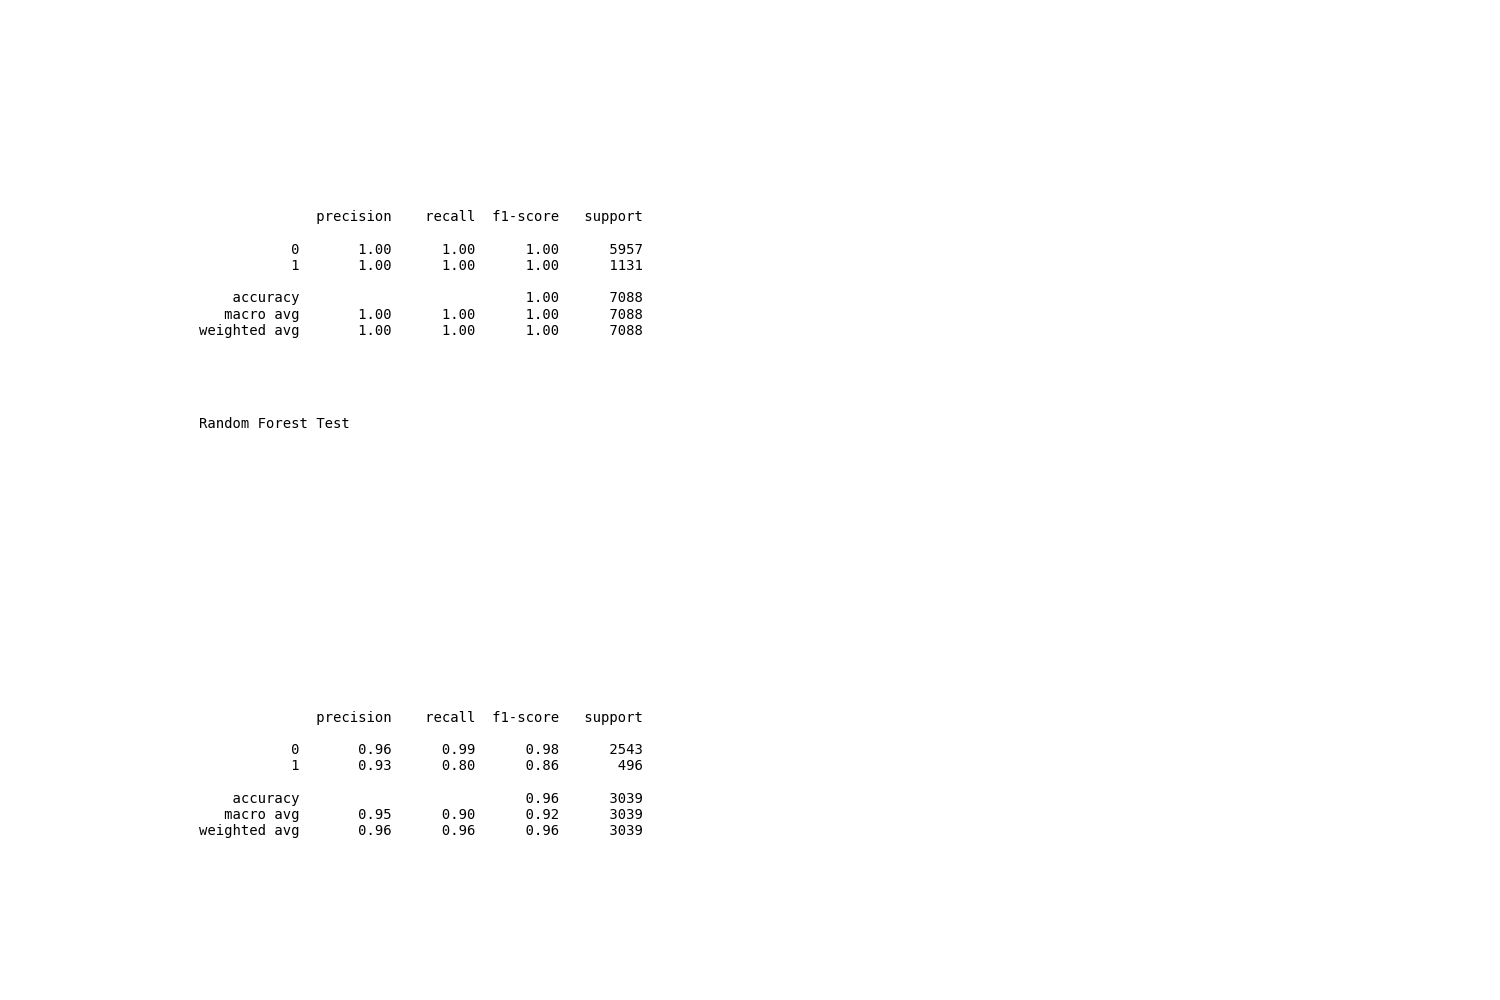 precision recall f1-score support
0 1.00 1.00 1.00 5957
1 1.00 1.00 1.00 1131
accuracy 1.00 7088
macro avg 1.00 1.00 1.00 7088
weighted avg 1.00 1.00 1.00 7088
Random Forest Test
precision recall f1-score support
0 0.96 0.99 0.98 2543
1 0.93 0.80 0.86 496
accuracy 0.96 3039
macro avg 0.95 0.90 0.92 3039
weighted avg 0.96 0.96 0.96 3039